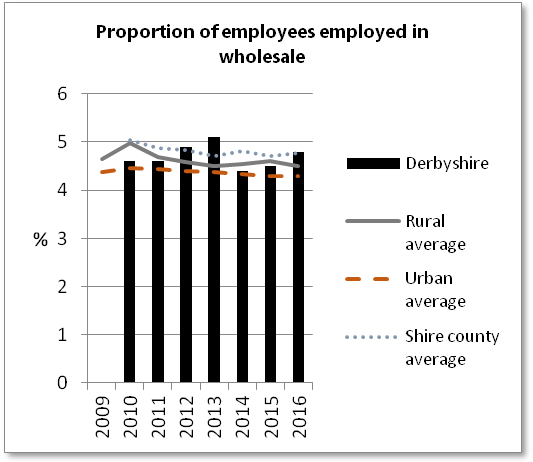 Proportion of employees employed in
wholesale
6
5
4
3
2
1
0
%
2009
2010
2011
2012
2013
2014
2015
2016
Derbyshire
Rural
average
Urban
average
Shire county
average